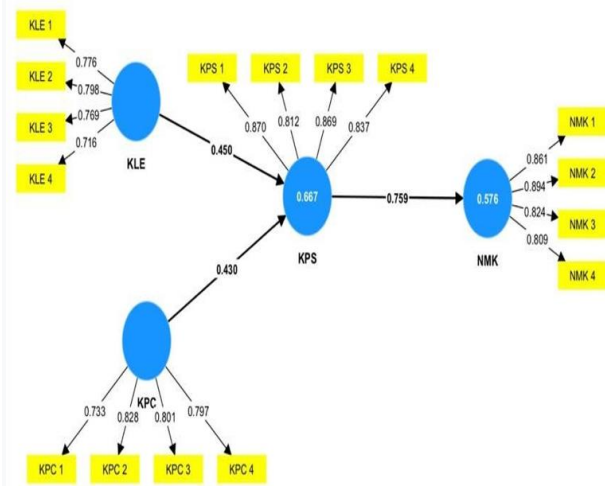 KLE 1
KLE 2
KLE 3
KLE 4
0.776
0.798
0.769
0.716
KLE
KPS 1
KPS 2
KPS 3
KPS 4
0.870
0.812
0.869
0.837
0.450
0.667
KPS
0.759
0.576
NMK
NMK 1
NMK 2
NMK 3
NMK 4
0.861
0.894
0.824
0.809
0.430
KPC
0.733
0.828
0.801
0.797
KPC 1
KPC 2
KPC 3
KPC 4